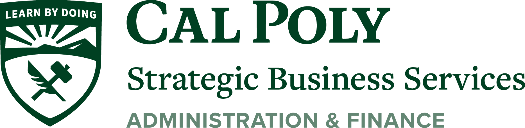 LEARN BY DOING
CAL POLY
Strategic Business Services
ADMINISTRATION & FINANCE